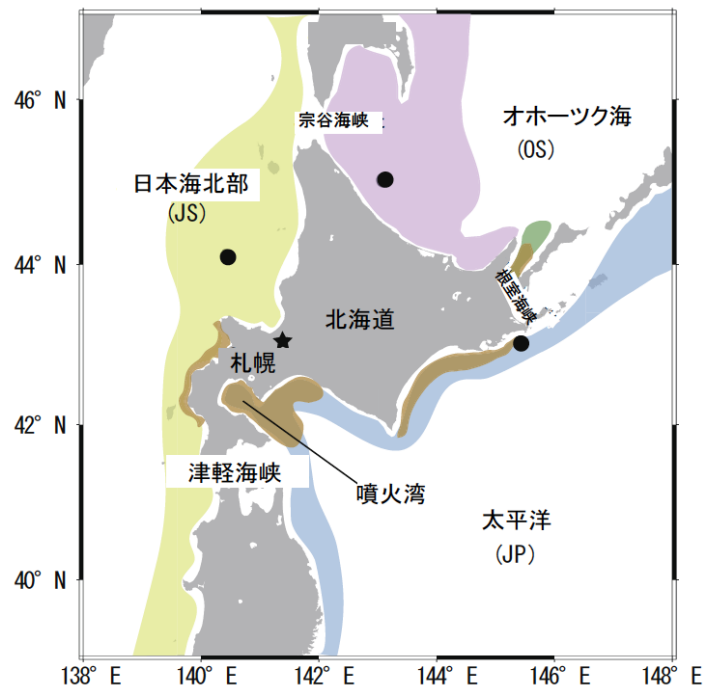 46° N
宗谷海峡
オホーツク海
(OS)
日本海北部
(JS)
44° N
根室海峡
北海道
札幌
42° N
津軽海峡
噴火湾
太平洋
(JP)
40° N
138° E
140° E
142° E
144° E
146° E
148° E